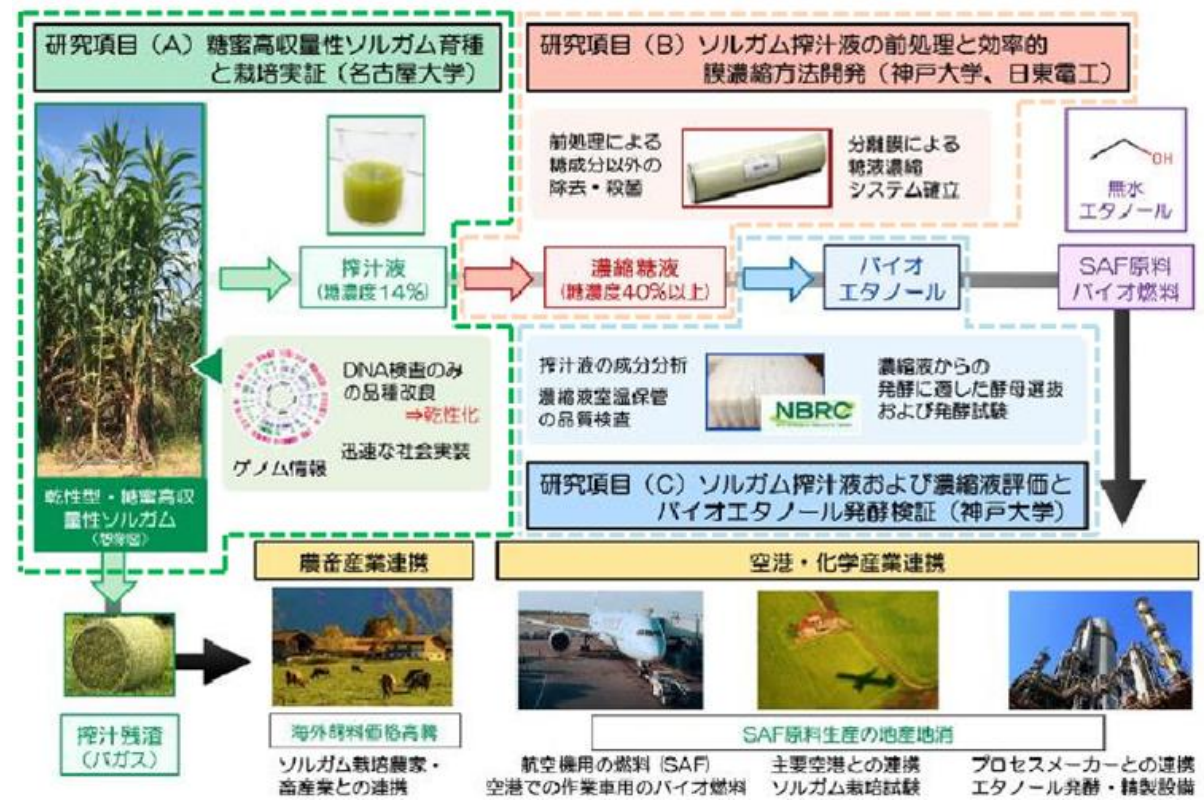 研究項目（A）糖蜜高収量性ソルガム育種
と栽培実証（名古屋大学）
研究項目（B）ソルガム搾汁液の前処理と効率的
膜濃縮方法開発（神戸大学、日東電工）
前処理による
糖成分以外の
除去・殺菌
分離膜による
糖液濃縮
システム確立
OH
無水
エタノール
搾汁液
(糖濃度14%)
濃縮糖液
(糖濃度40%以上)
バイオ
エタノール
SAF原料
バイオ燃料
DNA検査のみ
の品種改良
⇒乾性化
迅速な社会実装
ゲノム情報
搾汁液の成分分析
濃縮液室温保管
の品質検査
NBRC
濃縮液からの
発酵に適した酵母選抜
および発酵試験
乾性型・糖蜜高収
量性ソルガム
(想像図)
研究項目（C）ソルガム搾汁液および濃縮液評価と
バイオエタノール発酵検証（神戸大学）
農畜産業連携
空港・化学産業連携
搾汁残渣
(バガス)
海外飼料価格高騰
ソルガム栽培農家・
畜産業との連携
SAF原料生産の地産地消
航空機用の燃料 (SAF)
空港での作業車用のバイオ燃料
主要空港との連携
ソルガム栽培試験
プロセスメーカーとの連携
エタノール発酵・精製設備